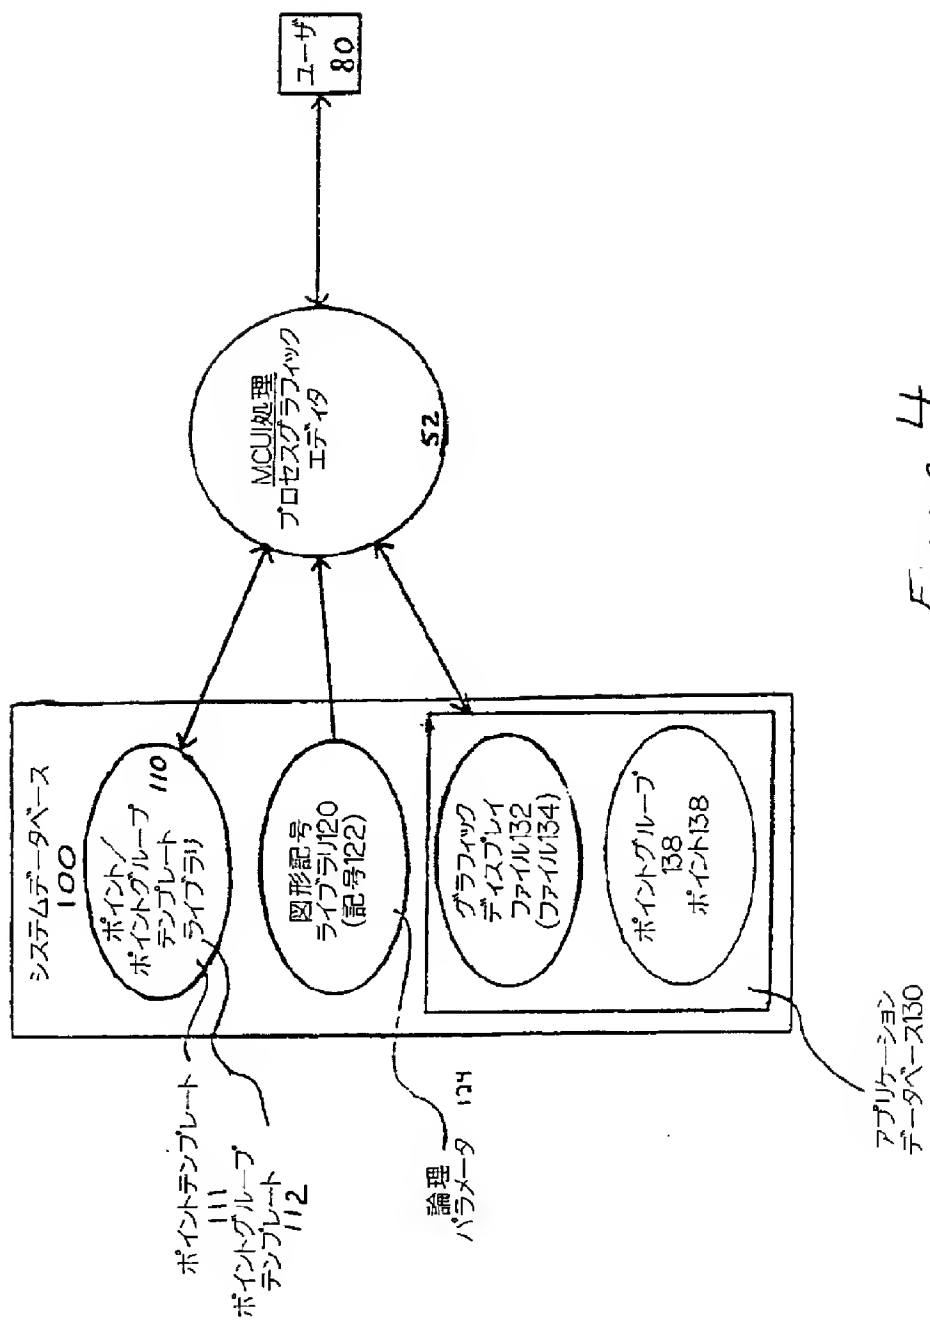 システムデータベース
100
ポイント/
ポイントグループ
テンプレート
ライブラリ
110
図形記号
ライブラリ120
(記号122)
グラフィック
ディスプレイ
ファイル132
(ファイル134)
ポイントグループ
138
ポイント138
MCUI処理
プロセスグラフィック
エディタ
52
ユーザ
80
ポイントテンプレート
111
ポイントグループ
テンプレート
112
論理
パラメータ
124
アプリケーション
データベース130
4